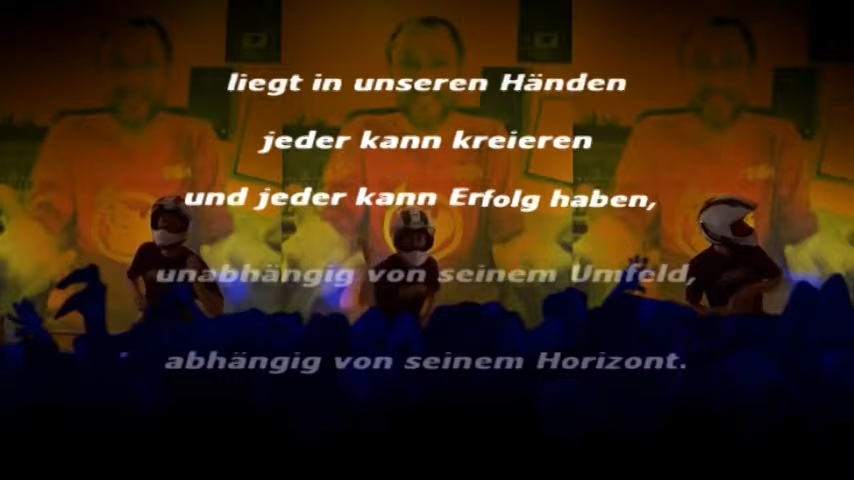 liegt in unseren Händen
jeder kann kreieren
und jeder kann Erfolg haben,
unabhängig von seinem Umfeld,
abhängig von seinem Horizont.